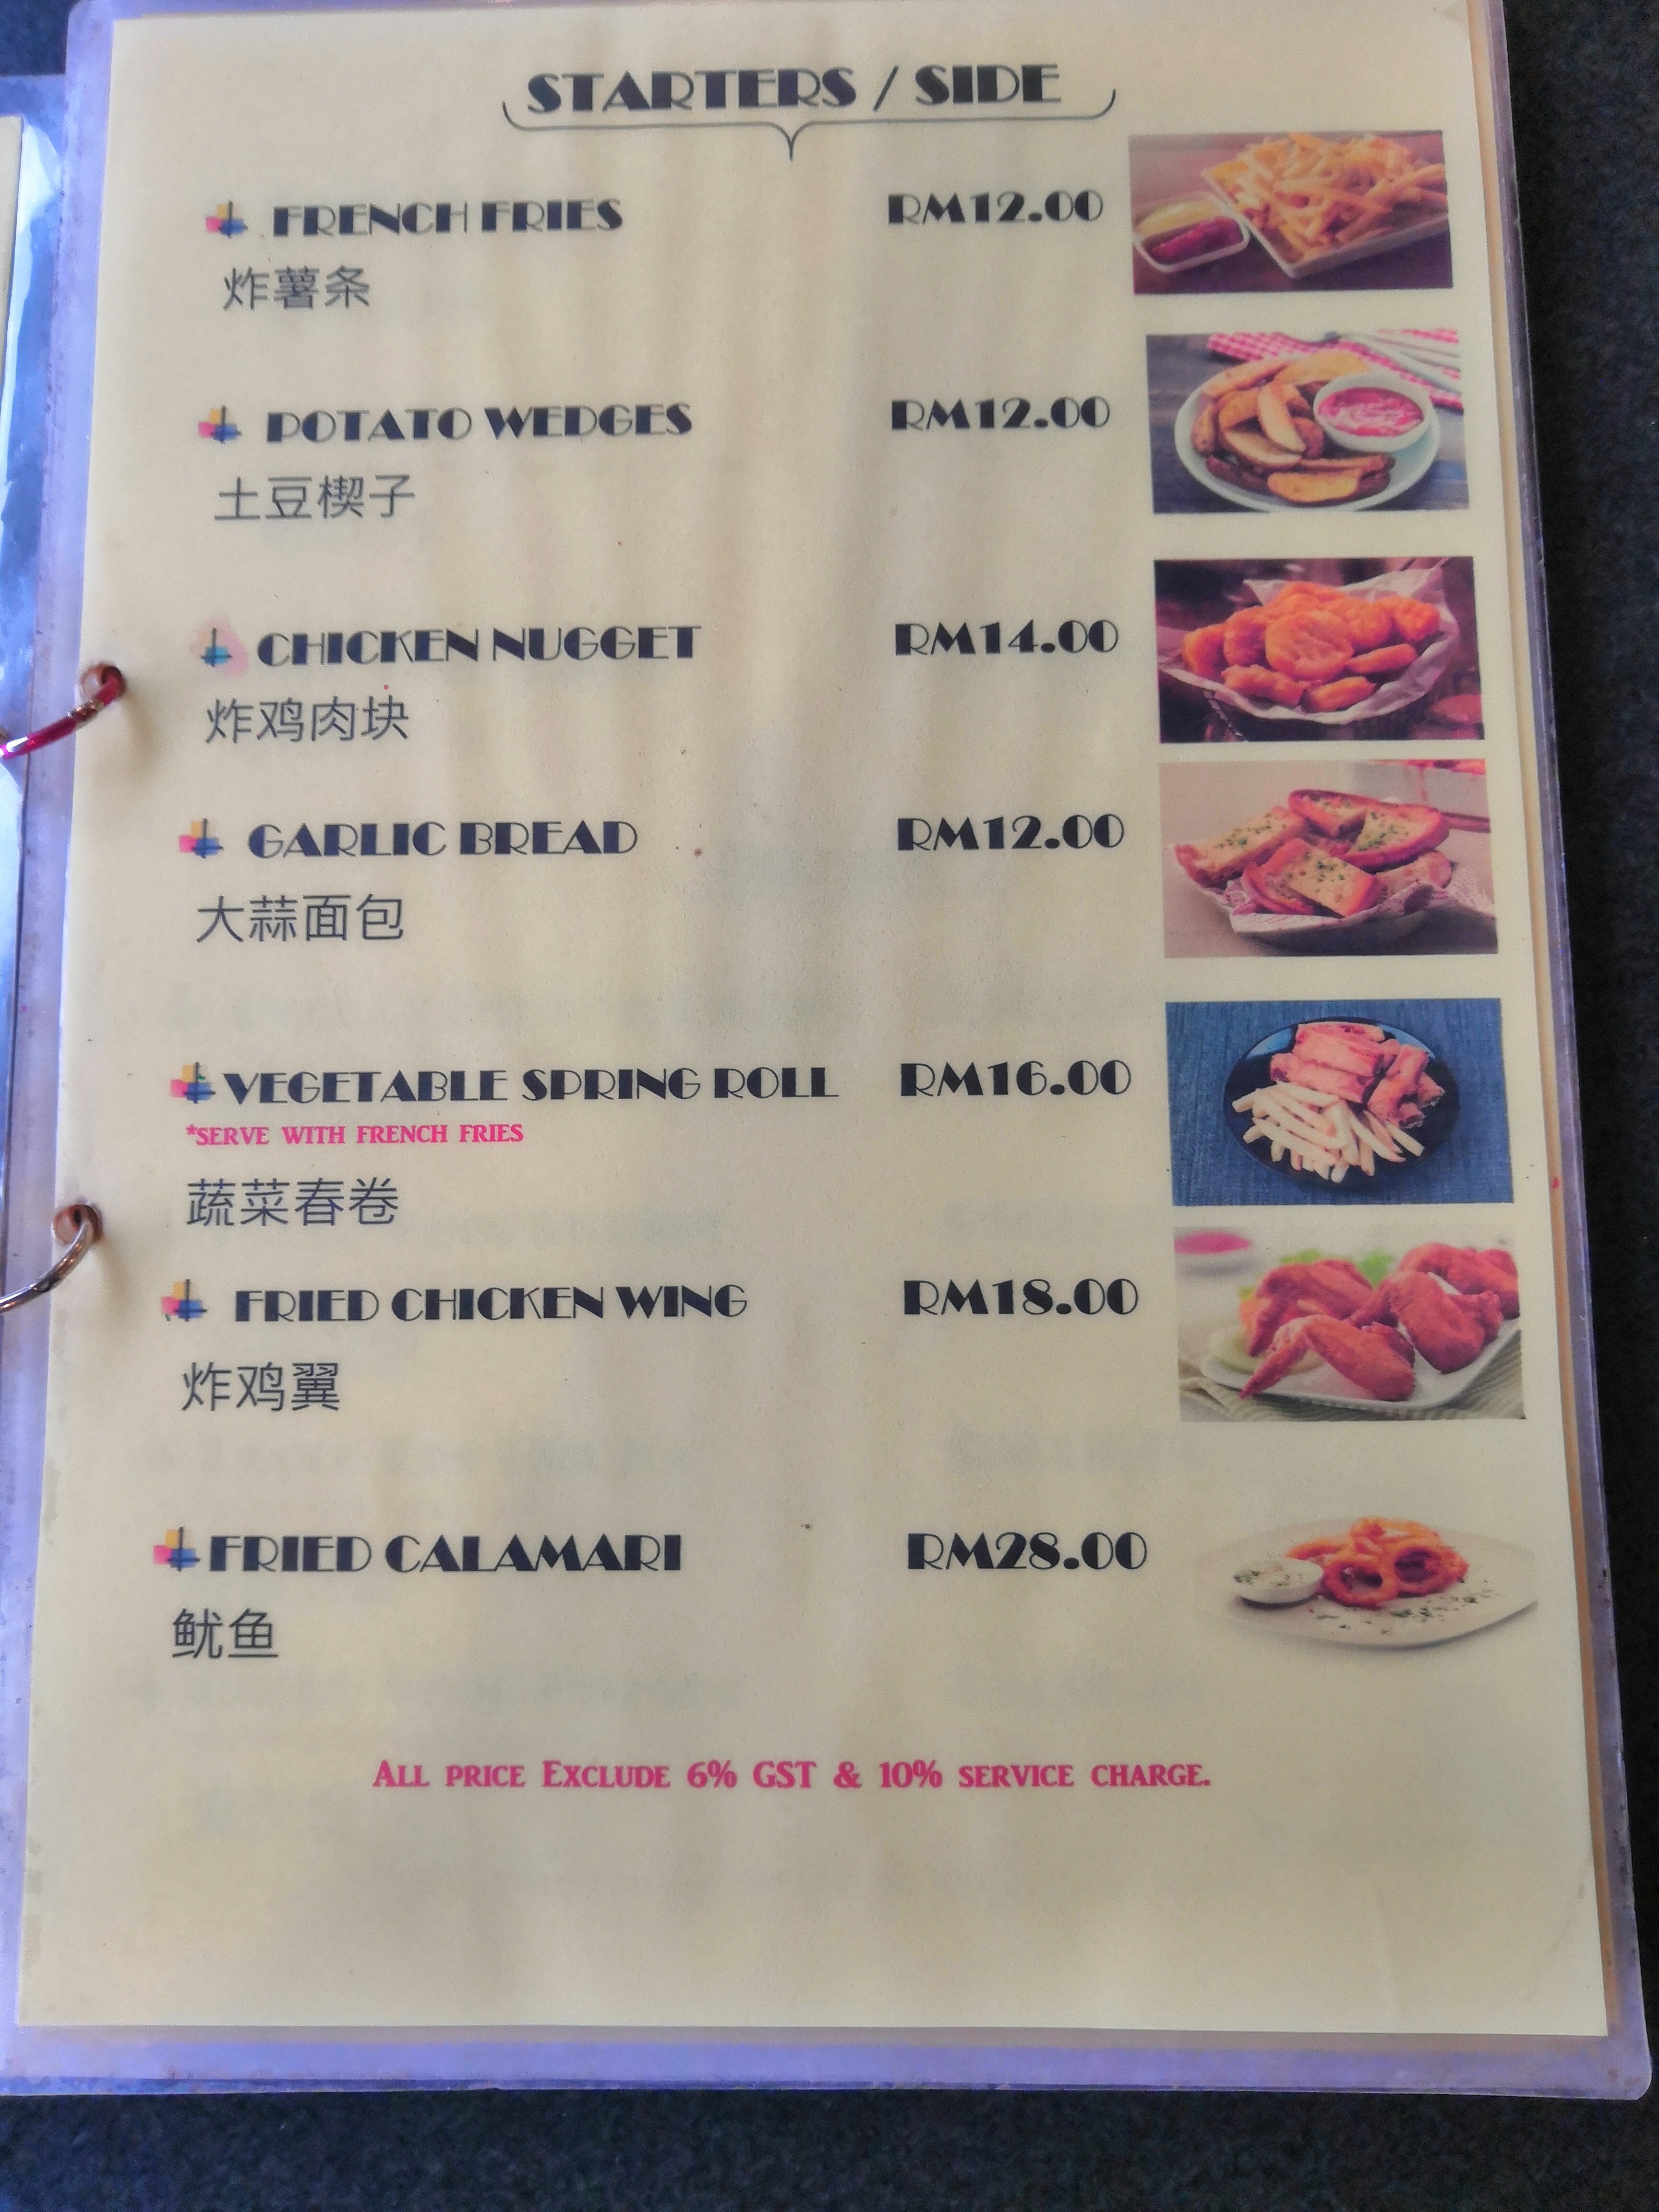 STARTERS / SIDE
FRENCH FRIES RM12.00
炸薯条
POTATO WEDGES RM12.00
土豆楔子
CHICKEN NUGGET RM14.00
炸鸡肉块
GARLIC BREAD RM12.00
大蒜面包
VEGETABLE SPRING ROLL RM16.00
*SERVE WITH FRENCH FRIES
蔬菜春卷
FRIED CHICKEN WING RM18.00
炸鸡翼
FRIED CALAMARI RM28.00
鱿鱼
ALL PRICE EXCLUDE 6% GST & 10% SERVICE CHARGE.